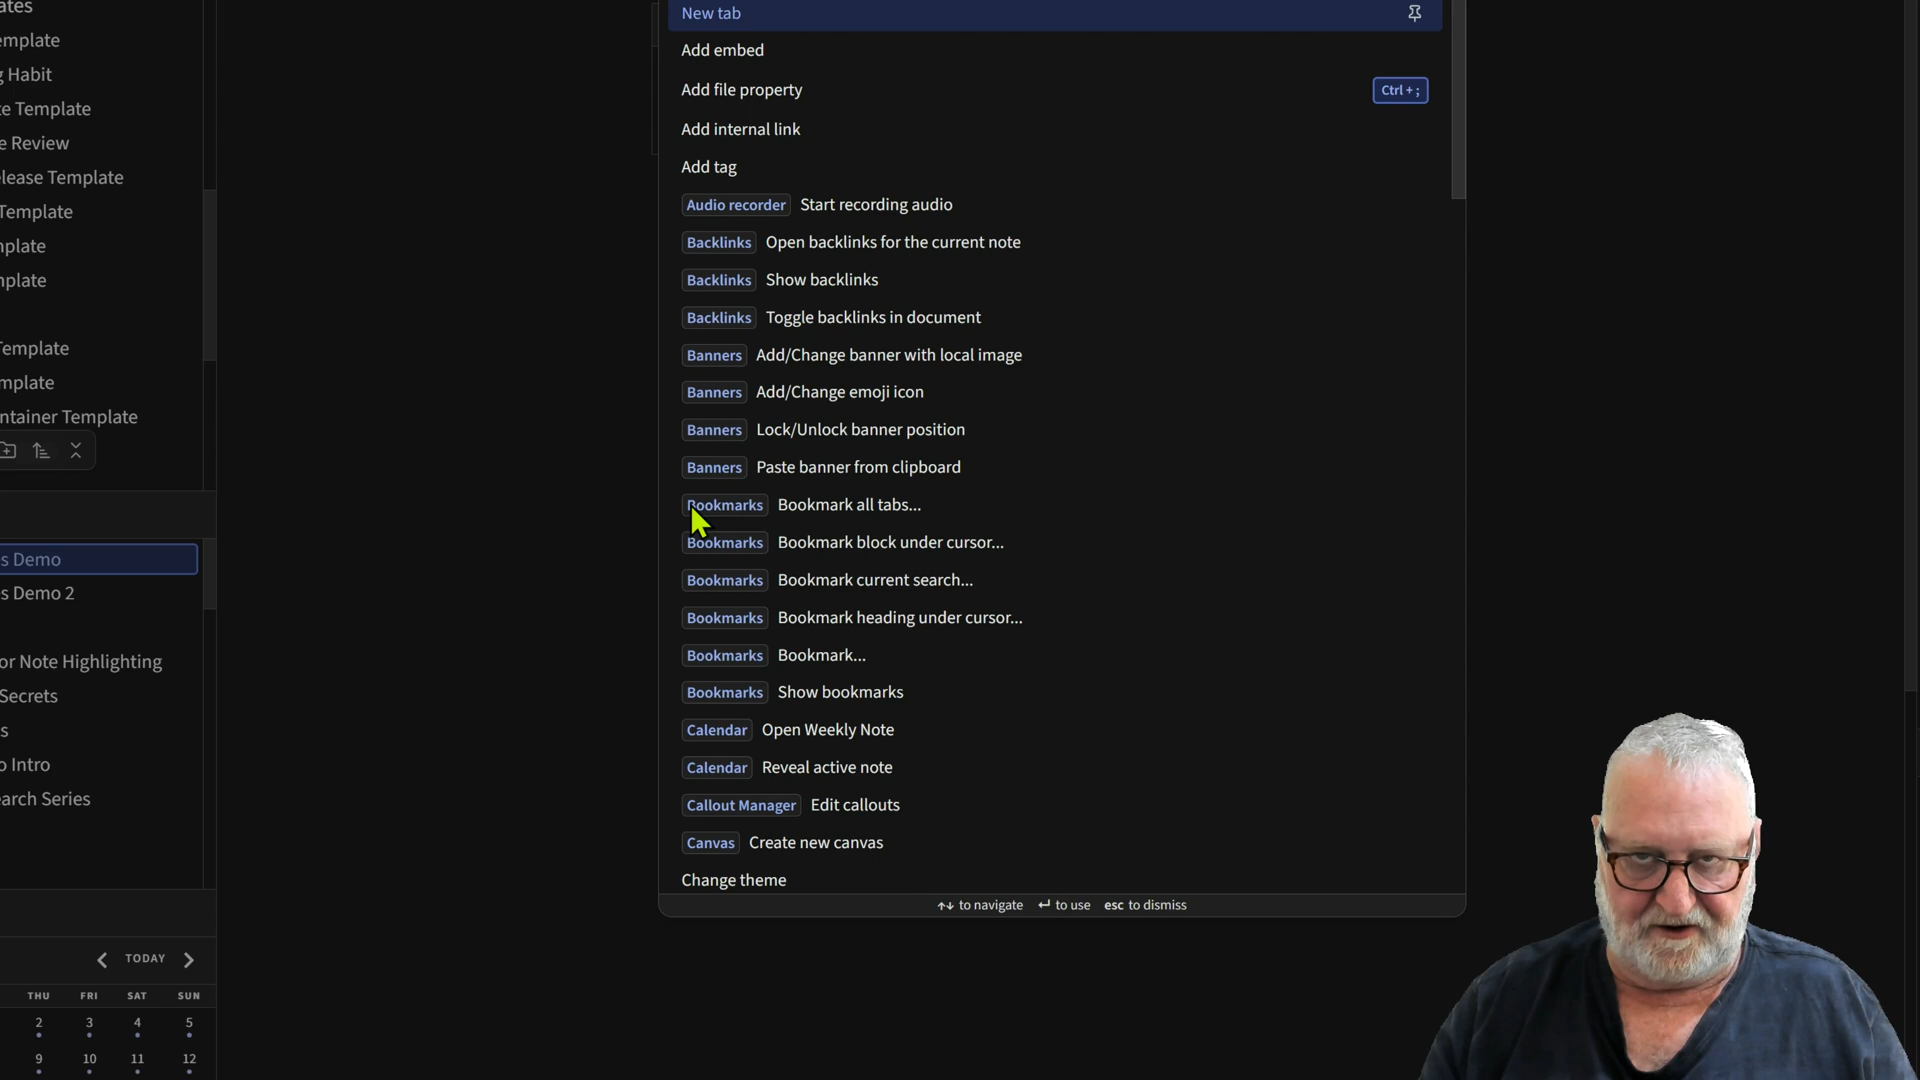 ates
emplate
g Habit
te Template
e Review
elease Template
Template
mplate
mplate
Template
mplate
ntainer Template
s Demo
s Demo 2
or Note Highlighting
Secrets
s
o Intro
earch Series
TODAY
THU FRI SAT SUN
2 3 4 5
9 10 11 12
New tab
Add embed
Add file property Ctrl + ;
Add internal link
Add tag
Audio recorder Start recording audio
Backlinks Open backlinks for the current note
Backlinks Show backlinks
Backlinks Toggle backlinks in document
Banners Add/Change banner with local image
Banners Add/Change emoji icon
Banners Lock/Unlock banner position
Banners Paste banner from clipboard
Bookmarks Bookmark all tabs...
Bookmarks Bookmark block under cursor...
Bookmarks Bookmark current search...
Bookmarks Bookmark heading under cursor...
Bookmarks Bookmark...
Bookmarks Show bookmarks
Calendar Open Weekly Note
Calendar Reveal active note
Callout Manager Edit callouts
Canvas Create new canvas
Change theme
↑↓ to navigate ↵ to use esc to dismiss